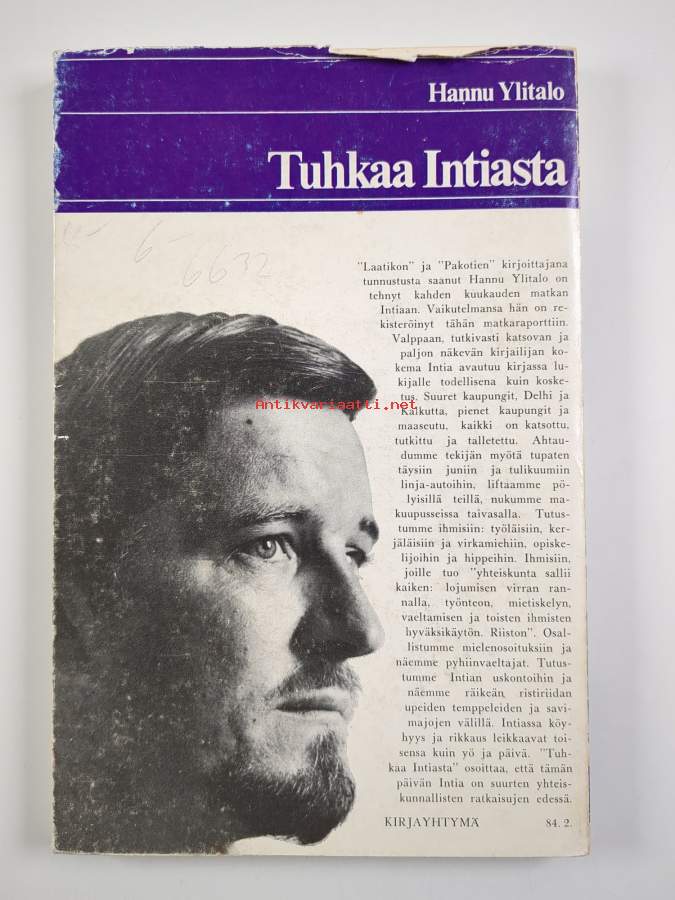 Hannu Ylitalo
Tuhkaa Intiasta
6-
6632
"Laatikon" ja "Pakotien" kirjoittajana
tunnustusta saanut Hannu Ylitalo on
tehnyt kahden kuukauden matkan
Intiaan. Vaikutelmansa hän on re-
kisteröinyt tähän matkaraporttiin.
Valppaan, tutkivasti katsovan ja
paljon näkevän kirjailijan ko-
kema Intia avautuu kirjassa lu-
kijalle todellisena kuin koske-
tus. Suuret kaupungit, Delhi ja
Kalkutta, pienet kaupungit ja
maaseutu, kaikki on katsottu,
tutkittu ja talletettu. Ahtau-
dumme tekijän myötä tupaten
täysiin juniin ja tulikuumiin
linja-autoihin, liftaamme pö-
lyisillä teillä, nukumme ma-
kuupusseissa taivasalla. Tutus-
tumme ihmisiin: työläisiin, ker-
jäläisiin ja virkamiehiin, opiske-
lijoihin ja hippeihin. Ihmisiin,
joille tuo "yhteiskunta sallii
kaiken: lojumisen virran ran-
nalla, työnteon, mietiskelyn,
vaeltamisen ja toisten ihmisten
hyväksikäytön. Riiston". Osal-
listumme mielenosoituksiin ja
näemme pyhiinvaeltajat. Tutus-
tumme Intian uskontoihin ja
näemme räikeän ristiriidan
upeiden temppeleiden ja savi-
majojen välillä. Intiassa köy-
hyys ja rikkaus leikkaavat toi-
sensa kuin yö ja päivä. "Tuh-
kaa Intiasta" osoittaa, että tämän
päivän Intia on suurten yhteis-
kunnallisten ratkaisujen edessä.
KIRJAYHTYMÄ 84. 2.
Antikvariaatti.net